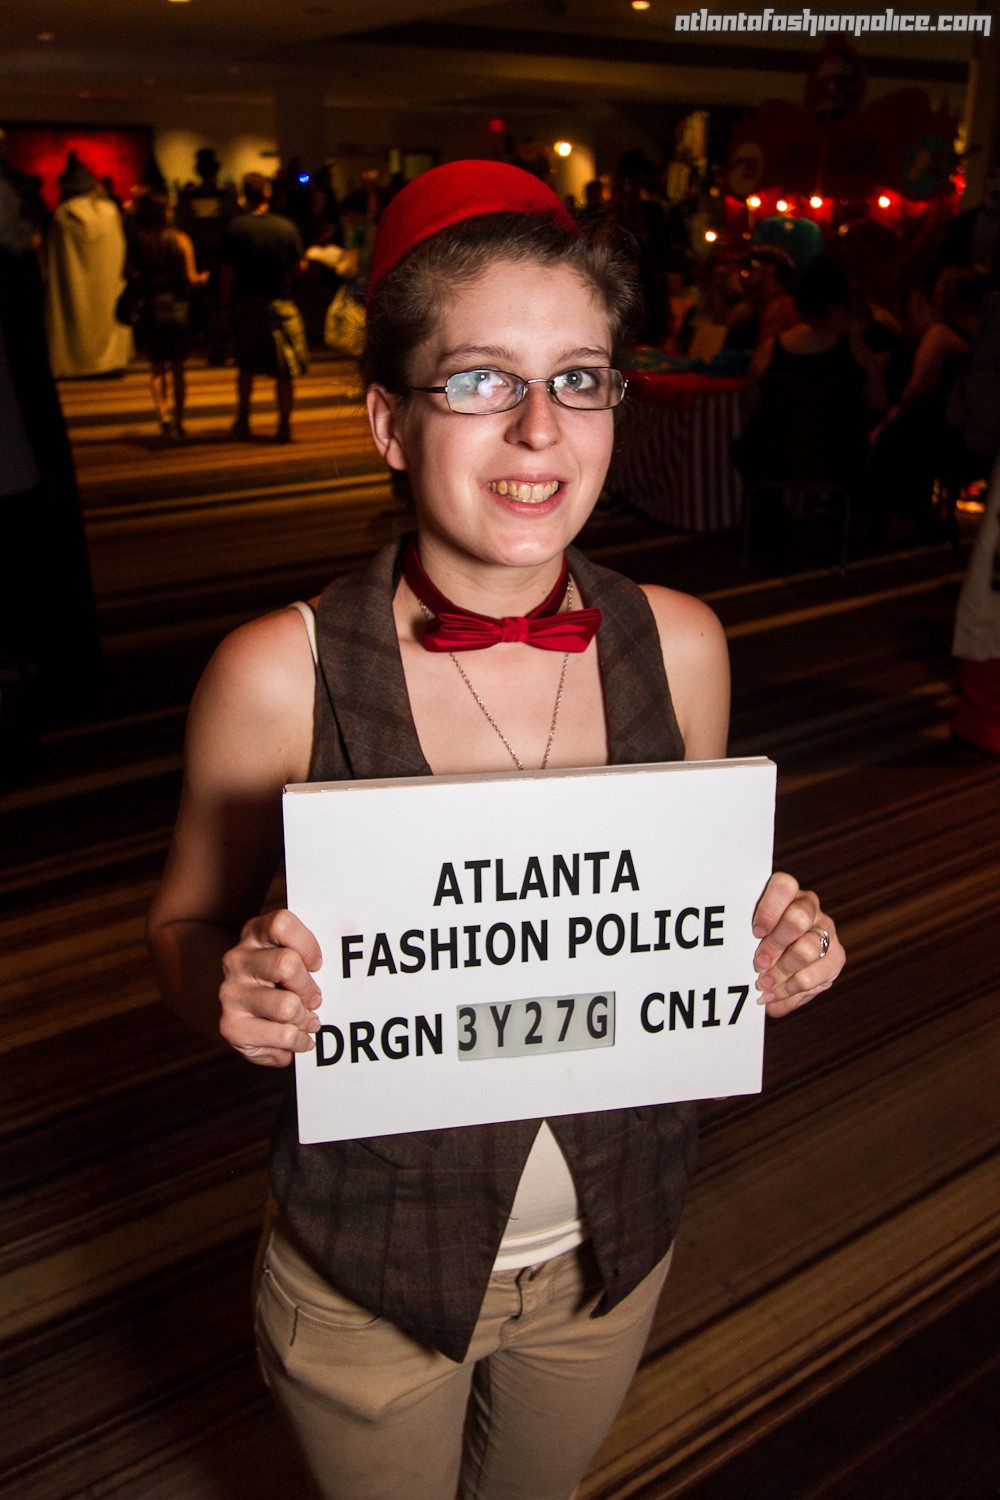 atlantafashionpolice.com
ATLANTA
FASHION POLICE
DRGN 3Y27G CN17